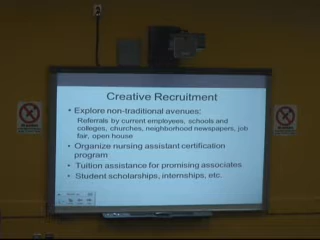 2
Creative Recruitment
• Explore non-traditional avenues:
Referrals by current employees, schools and
colleges, churches, neighborhood newspapers, job
fair, open house
• Organize nursing assistant certification
program
• Tuition assistance for promising associates
• Student scholarships, internships, etc.